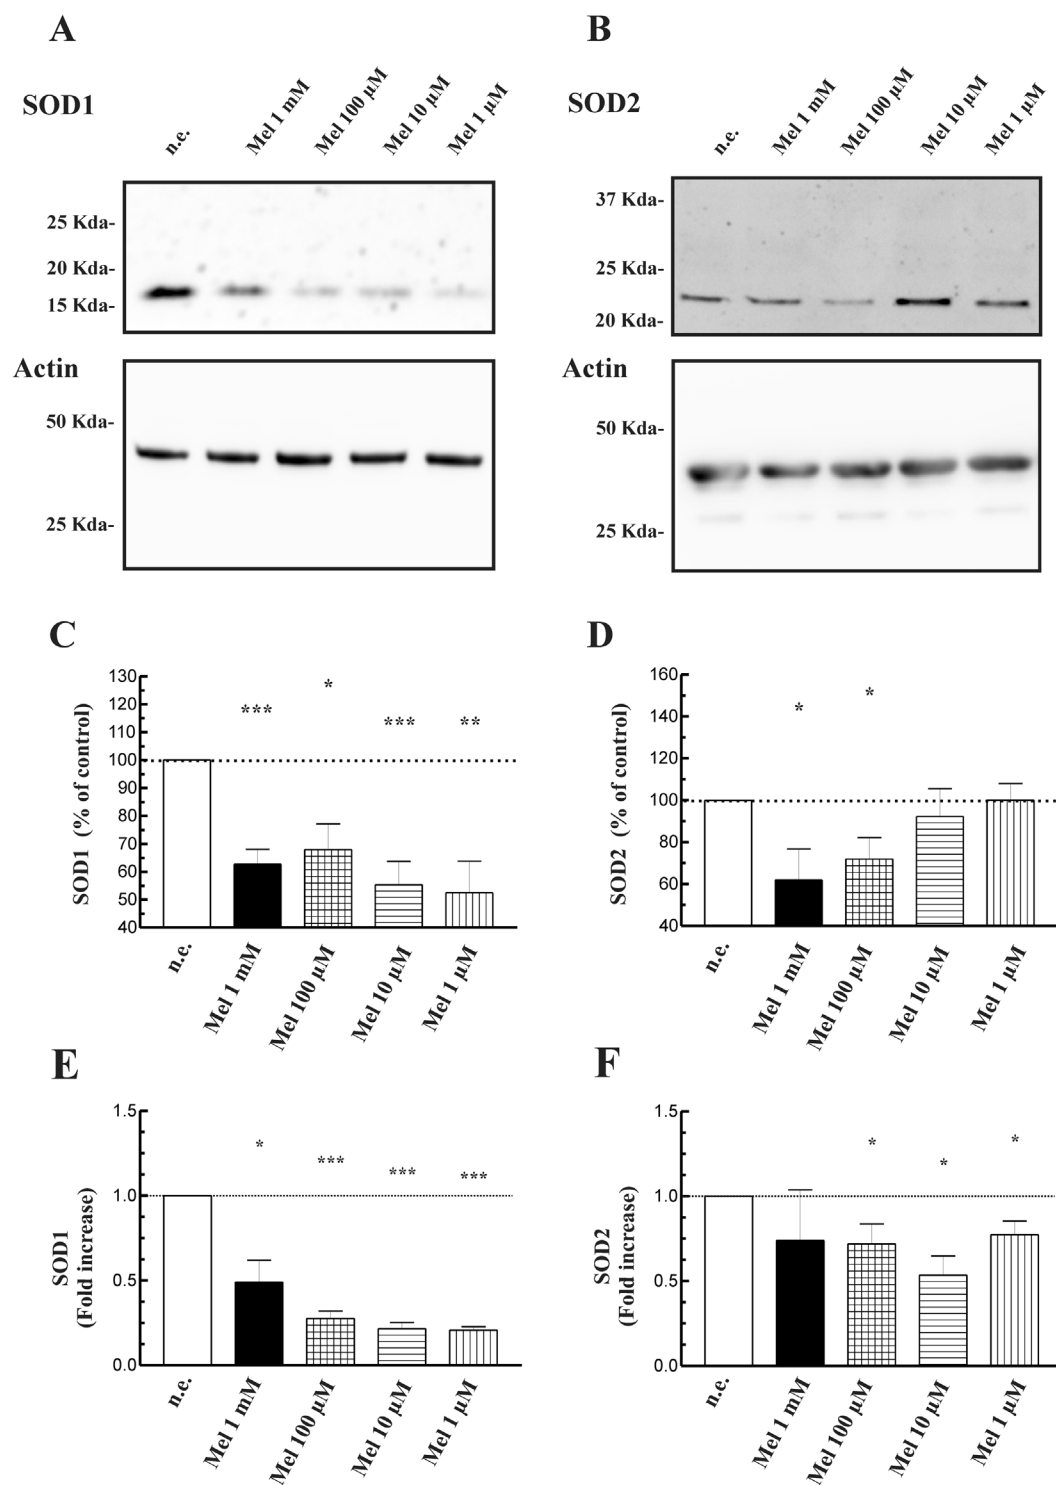 A
SOD1
n.e.
Mel 1 mM
Mel 100 µM
Mel 10 µM
Mel 1 µM
25 Kda-
20 Kda-
15 Kda-
Actin
50 Kda-
25 Kda-
B
SOD2
n.e.
Mel 1 mM
Mel 100 µM
Mel 10 µM
Mel 1 µM
37 Kda-
25 Kda-
20 Kda-
Actin
50 Kda-
25 Kda-
C
SOD1 (% of control)
130
120
110
100
90
80
70
60
50
40
***
*
***
**
n.e.
Mel 1 mM
Mel 100 µM
Mel 10 µM
Mel 1 µM
D
SOD2 (% of control)
160
140
120
100
80
60
40
*
*
n.e.
Mel 1 mM
Mel 100 µM
Mel 10 µM
Mel 1 µM
E
SOD1
(Fold increase)
1.5
1.0
0.5
0.0
*
***
***
***
n.e.
Mel 1 mM
Mel 100 µM
Mel 10 µM
Mel 1 µM
F
SOD2
(Fold increase)
1.5
1.0
0.5
0.0
*
*
*
n.e.
Mel 1 mM
Mel 100 µM
Mel 10 µM
Mel 1 µM